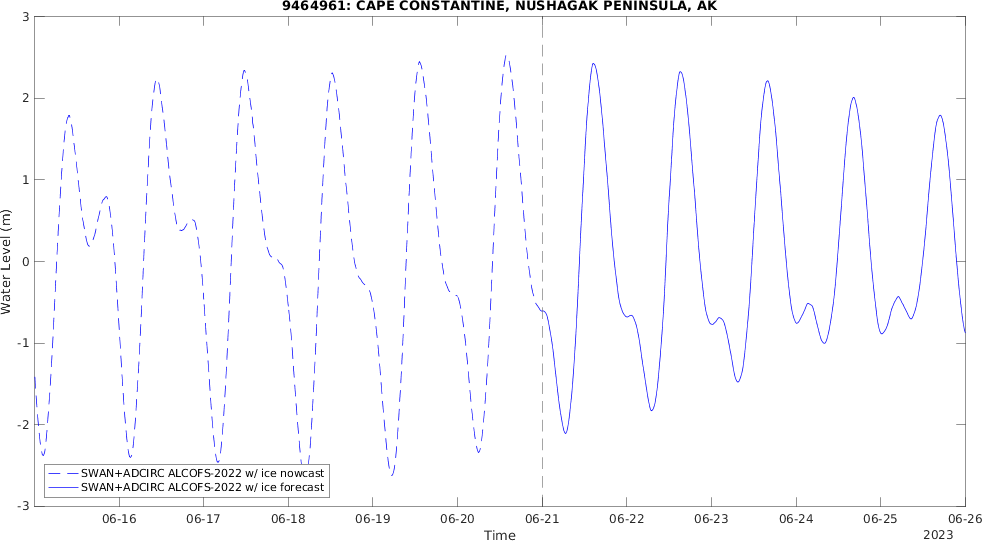 9464961: CAPE CONSTANTINE, NUSHAGAK PENINSULA, AK
3
2
1
0
-1
-2
-3
Water Level (m)
SWAN+ADCIRC ALCOFS-2022 w/ ice nowcast
SWAN+ADCIRC ALCOFS-2022 w/ ice forecast
06-16 06-17 06-18 06-19 06-20 06-21 06-22 06-23 06-24 06-25 06-26
Time
2023